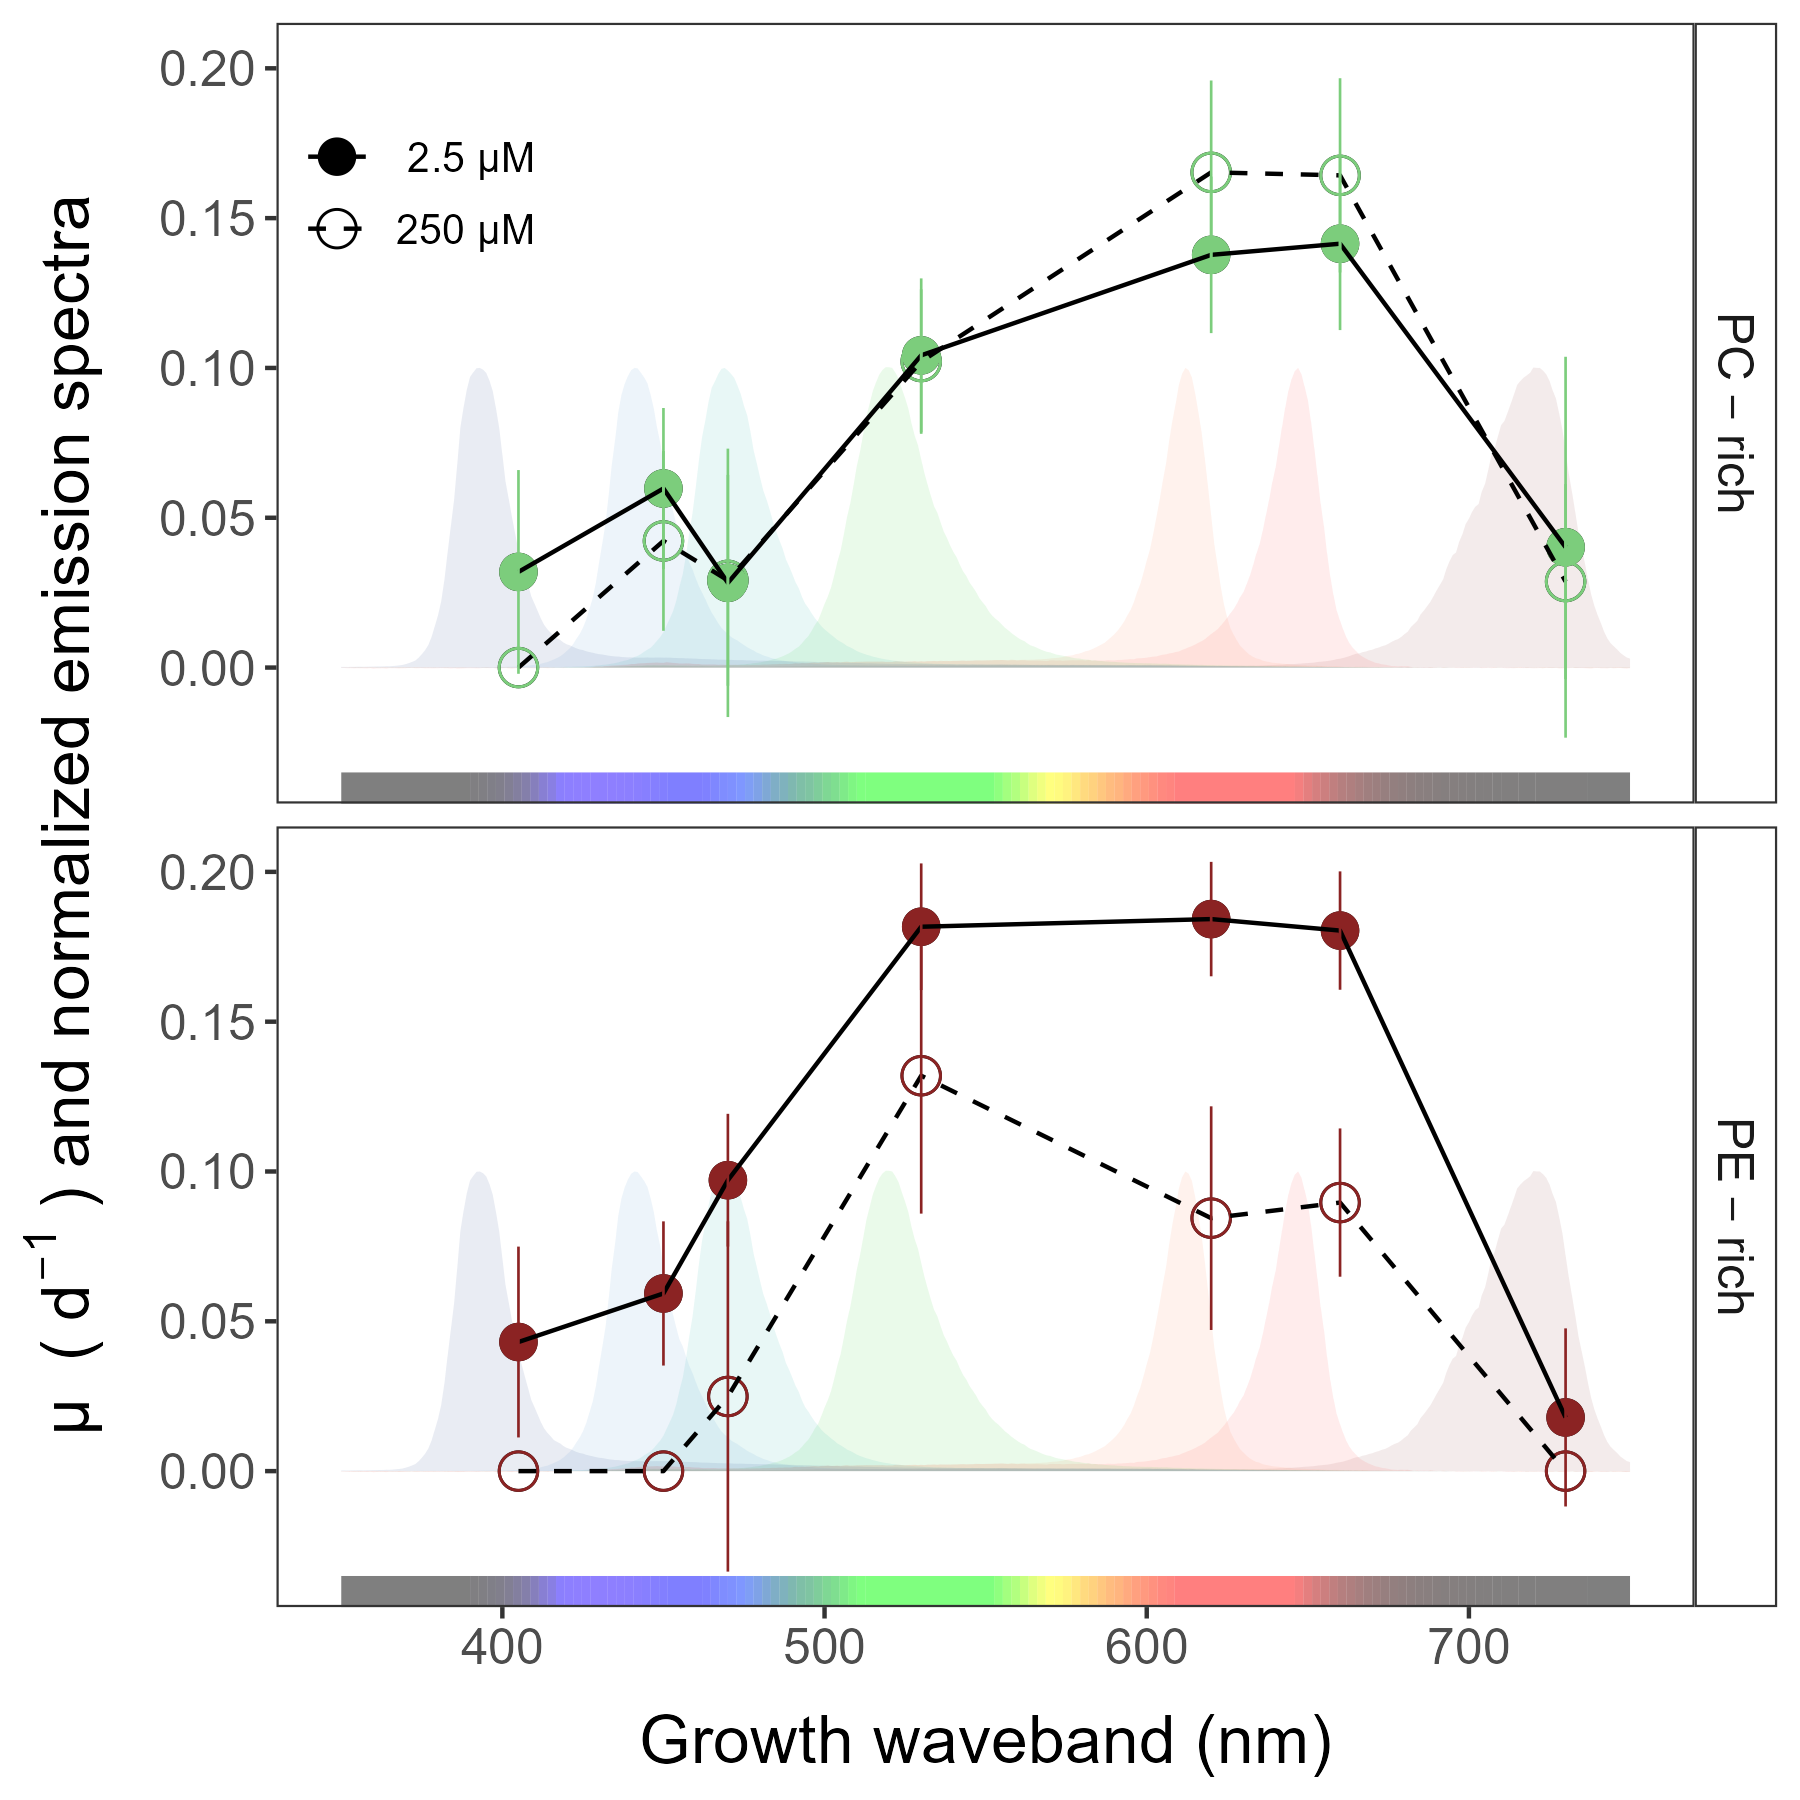 μ ( d⁻¹ ) and normalized emission spectra
0.20
0.15
0.10
0.05
0.00
2.5 μM
250 μM
PC – rich
0.20
0.15
0.10
0.05
0.00
PE – rich
400 500 600 700
Growth waveband (nm)